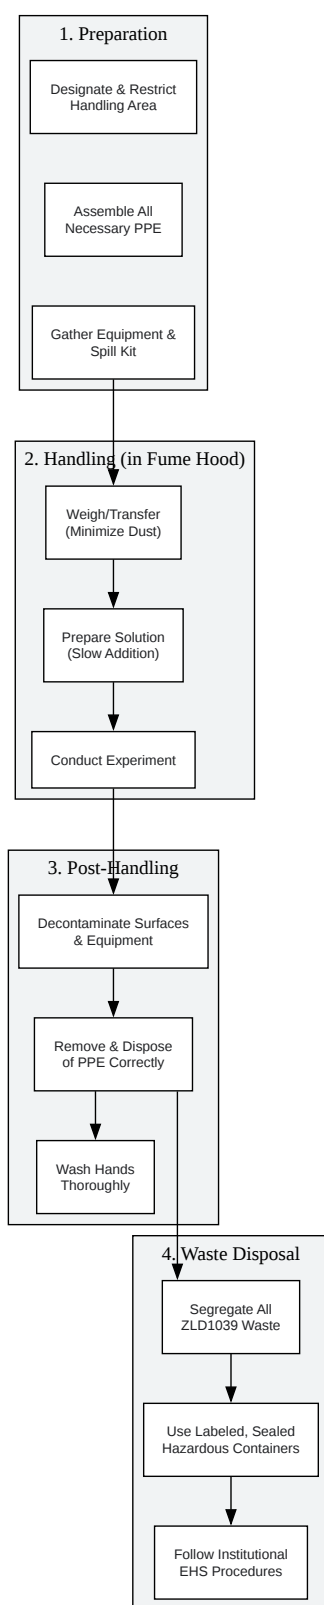 1. Preparation
Designate & Restrict
Handling Area
Assemble All
Necessary PPE
Gather Equipment &
Spill Kit
2. Handling (in Fume Hood)
Weigh/Transfer
(Minimize Dust)
Prepare Solution
(Slow Addition)
Conduct Experiment
3. Post-Handling
Decontaminate Surfaces
& Equipment
Remove & Dispose
of PPE Correctly
Wash Hands
Thoroughly
4. Waste Disposal
Segregate All
ZLD1039 Waste
Use Labeled, Sealed
Hazardous Containers
Follow Institutional
EHS Procedures